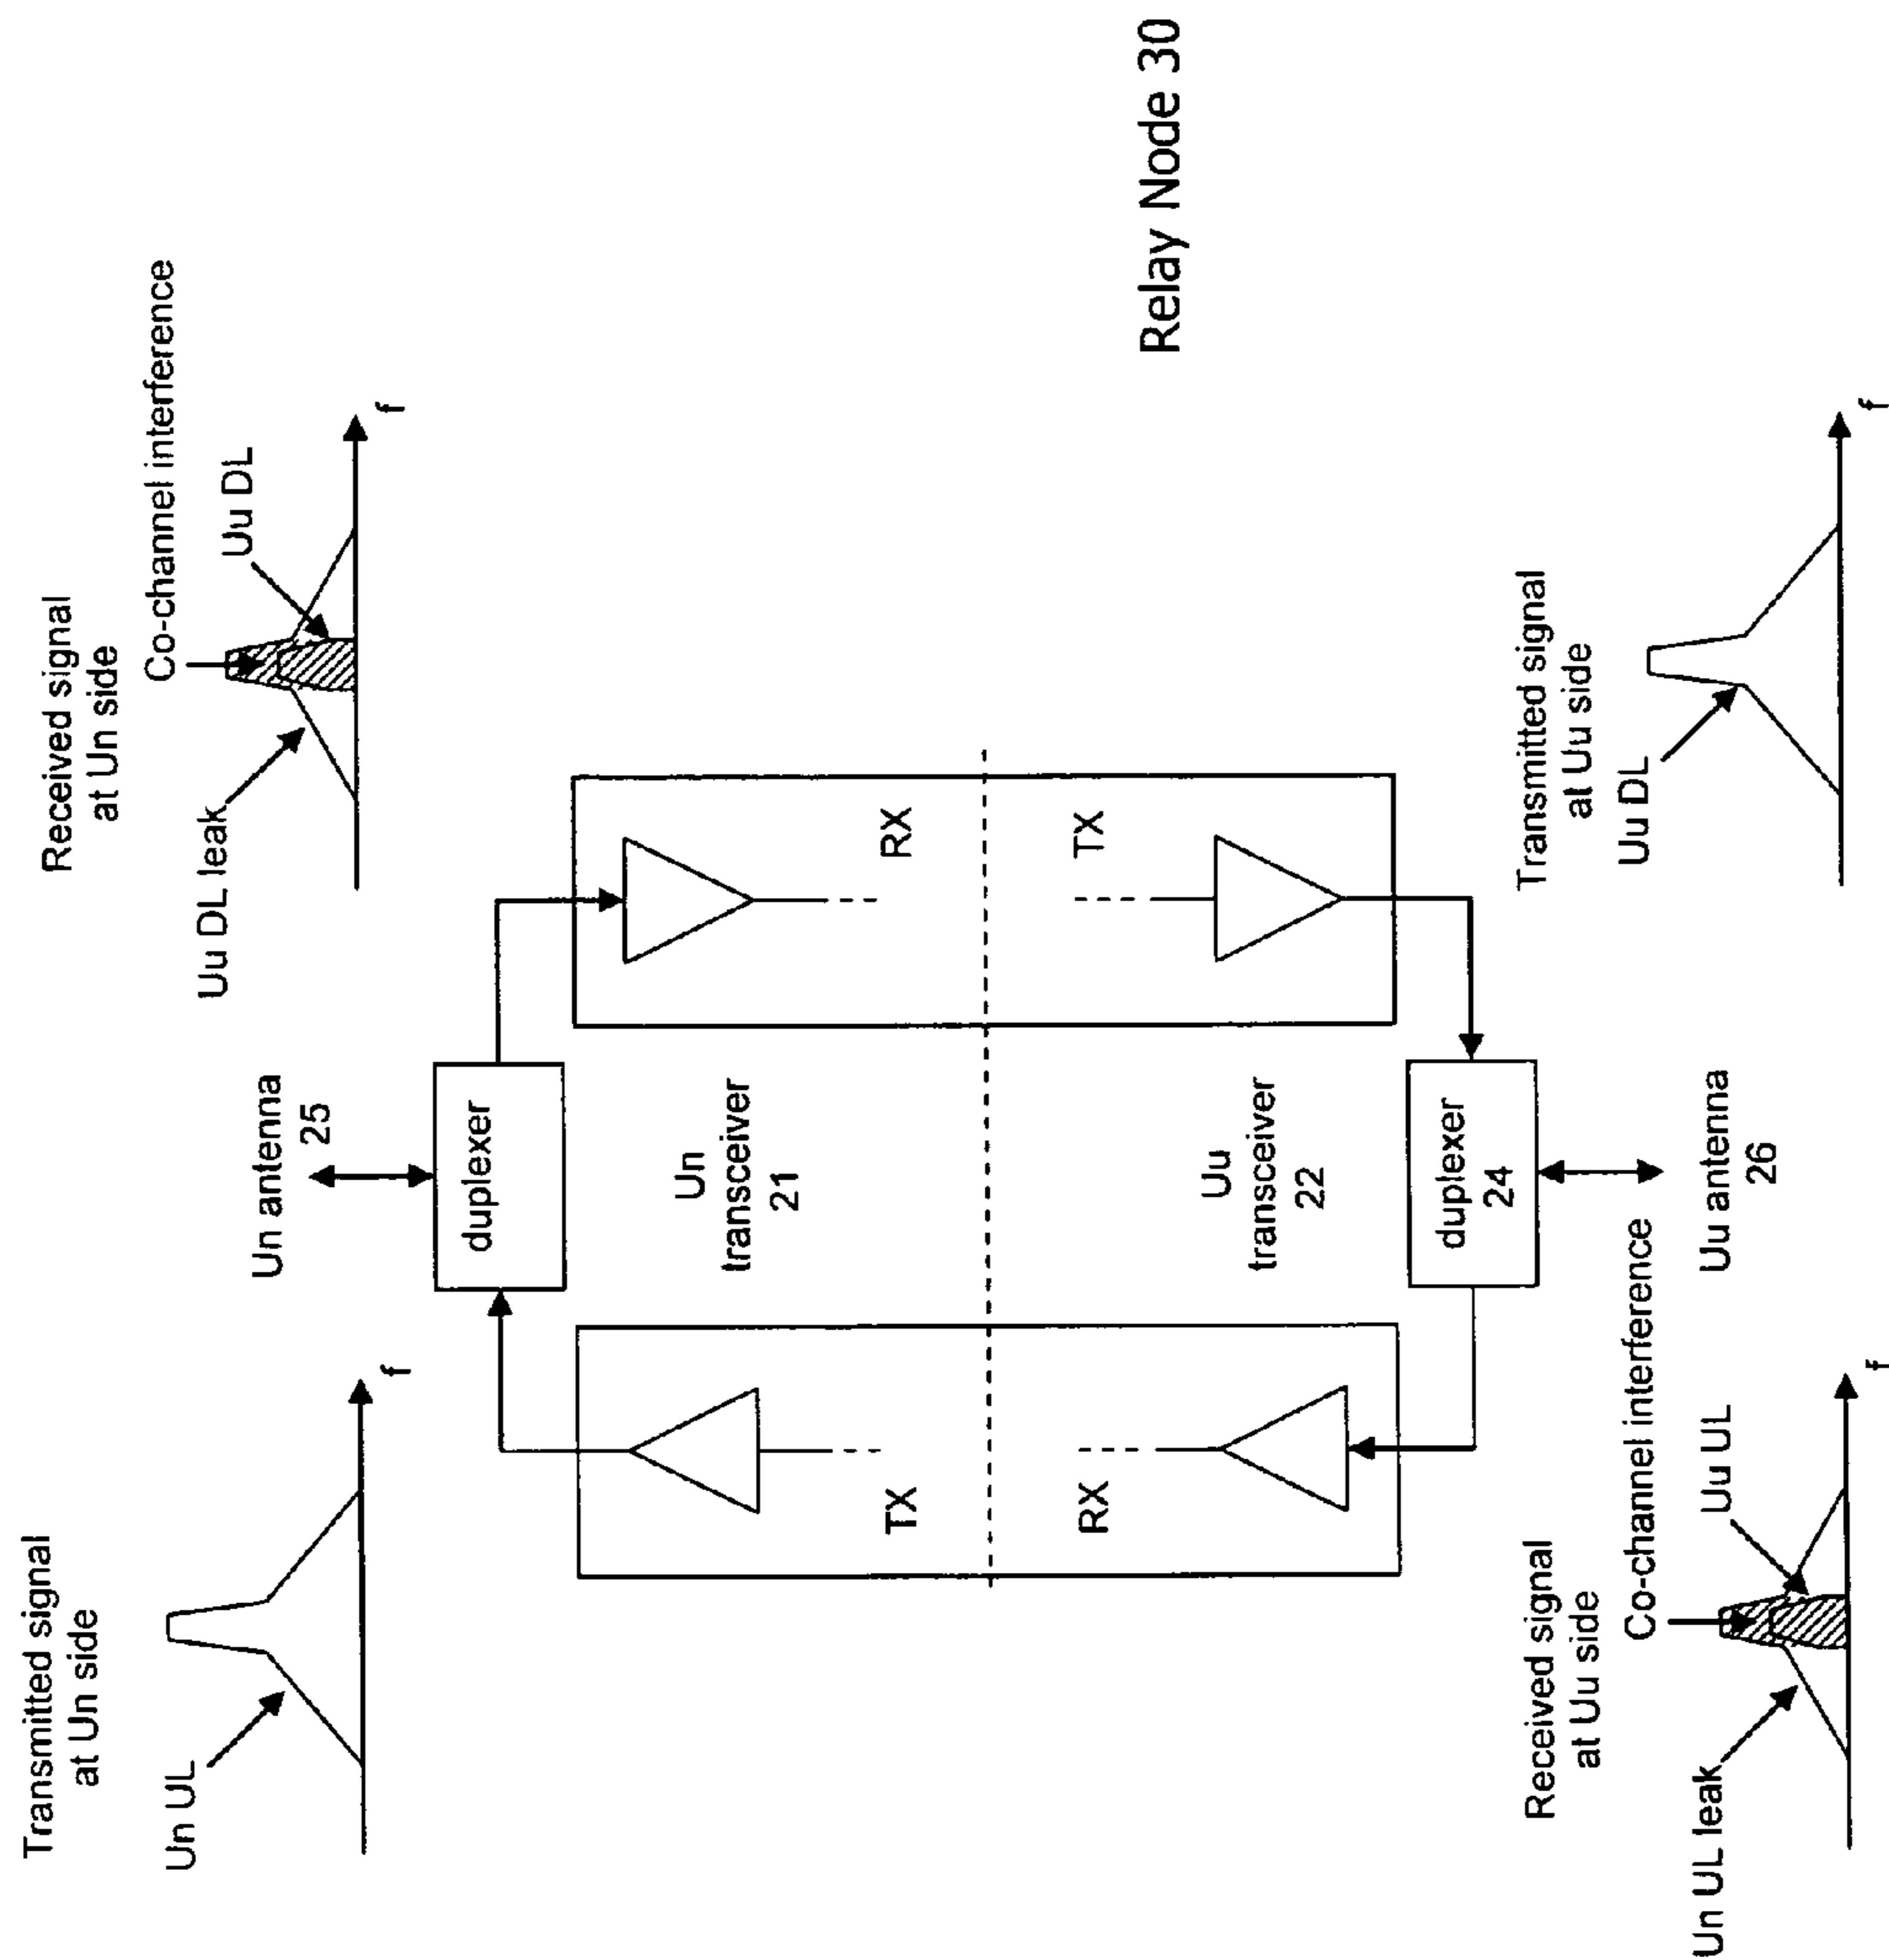 Transmitted signal
at Un side
Un UL
f
Un antenna
25
Received signal
at Un side
Co-channel interference
Uu DL leak
Uu DL
f
duplexer
TX
Un
transceiver
21
RX
RX
Uu
transceiver
22
TX
duplexer
24
Uu antenna
26
Received signal
at Uu side
Co-channel interference
Un UL leak
Uu UL
f
Transmitted signal
at Uu side
Uu DL
f
Relay Node 30